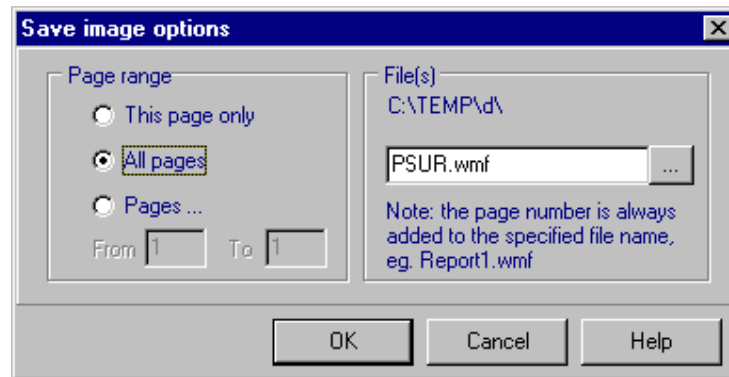 Save image options
Page range
This page only
All pages
Pages ...
From 1 To 1
File(s)
C:\TEMP\d\
PSUR.wmf ...
Note: the page number is always
added to the specified file name,
eg. Report1.wmf
OK Cancel Help